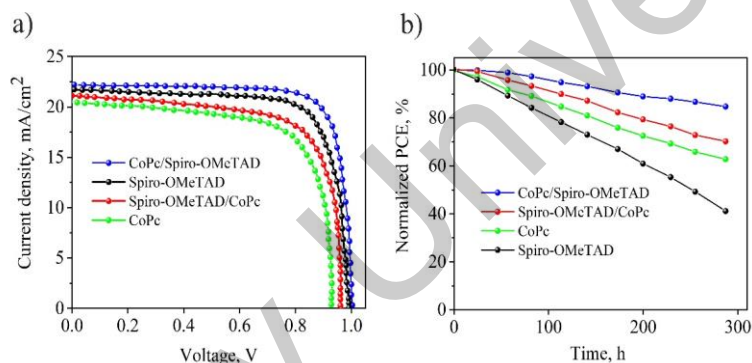 a)
Current density, mA/cm²
25
20
15
10
5
0
CoPc/Spiro-OMeTAD
Spiro-OMeTAD
Spiro-OMeTAD/CoPc
CoPc
0.0 0.2 0.4 0.6 0.8 1.0
Voltage, V
b)
Normalized PCE, %
100
80
60
40
20
0
CoPc/Spiro-OMeTAD
Spiro-OMeTAD/CoPc
CoPc
Spiro-OMeTAD
0 100 200 300
Time, h